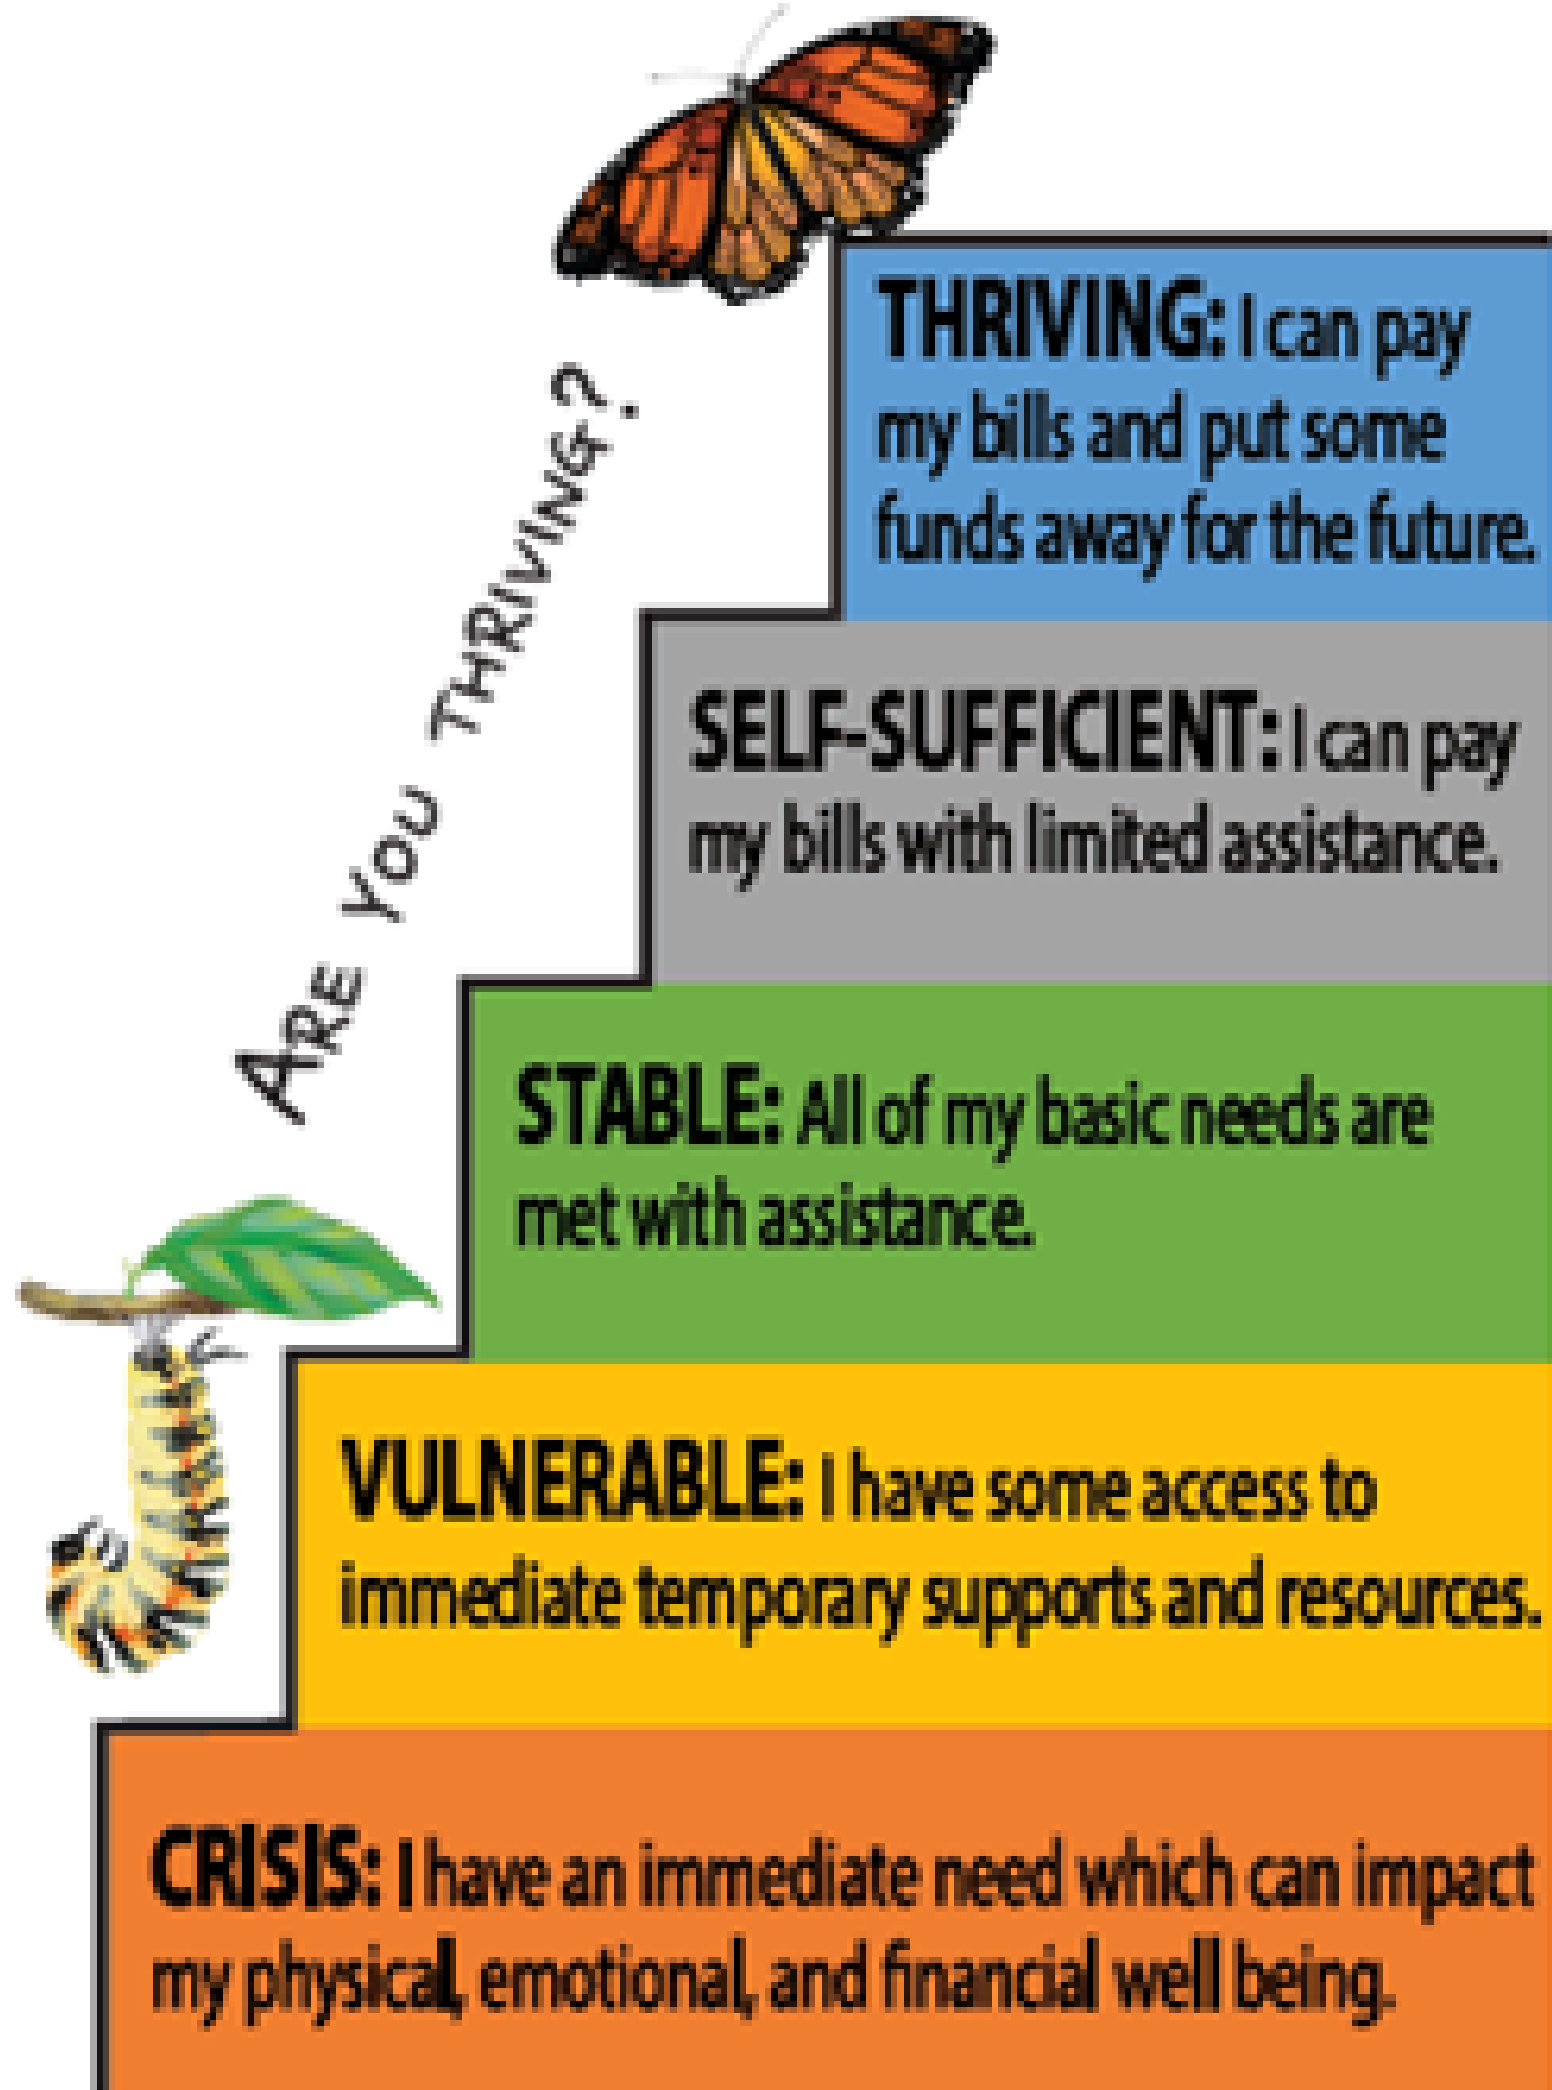 ARE YOU THRIVING?
THRIVING: I can pay
my bills and put some
funds away for the future.
SELF-SUFFICIENT: I can pay
my bills with limited assistance.
STABLE: All of my basic needs are
met with assistance.
VULNERABLE: I have some access to
immediate temporary supports and resources.
CRISIS: I have an immediate need which can impact
my physical, emotional, and financial well being.